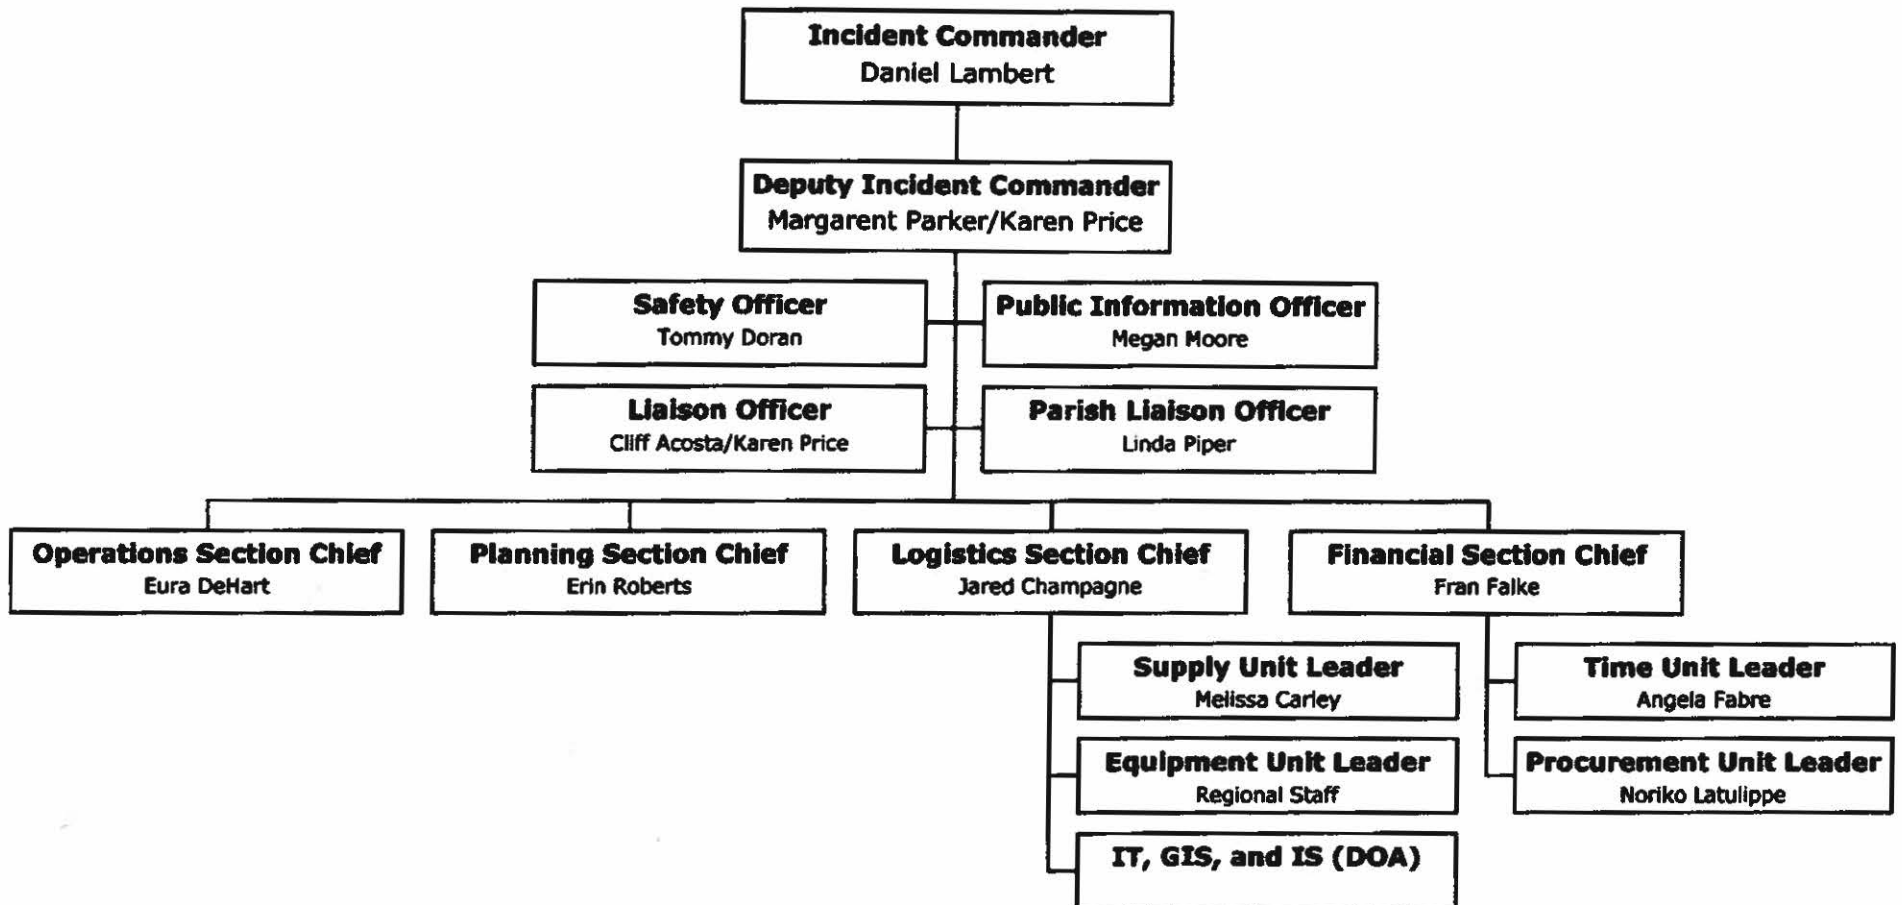 Incident Commander
Daniel Lambert
Deputy Incident Commander
Margarent Parker/Karen Price
Safety Officer
Tommy Doran
Public Information Officer
Megan Moore
Liaison Officer
Cliff Acosta/Karen Price
Parish Liaison Officer
Linda Piper
Operations Section Chief
Eura DeHart
Planning Section Chief
Erin Roberts
Logistics Section Chief
Jared Champagne
Financial Section Chief
Fran Falke
Supply Unit Leader
Melissa Carley
Time Unit Leader
Angela Fabre
Equipment Unit Leader
Regional Staff
Procurement Unit Leader
Noriko Latulippe
IT, GIS, and IS (DOA)